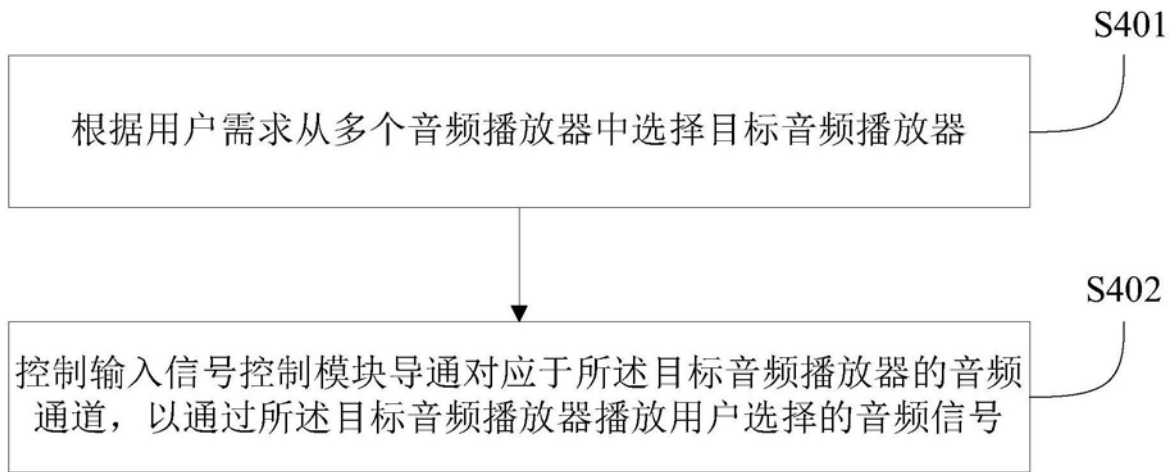 S401
根据用户需求从多个音频播放器中选择目标音频播放器
S402
控制输入信号控制模块导通对应于所述目标音频播放器的音频
通道，以通过所述目标音频播放器播放用户选择的音频信号